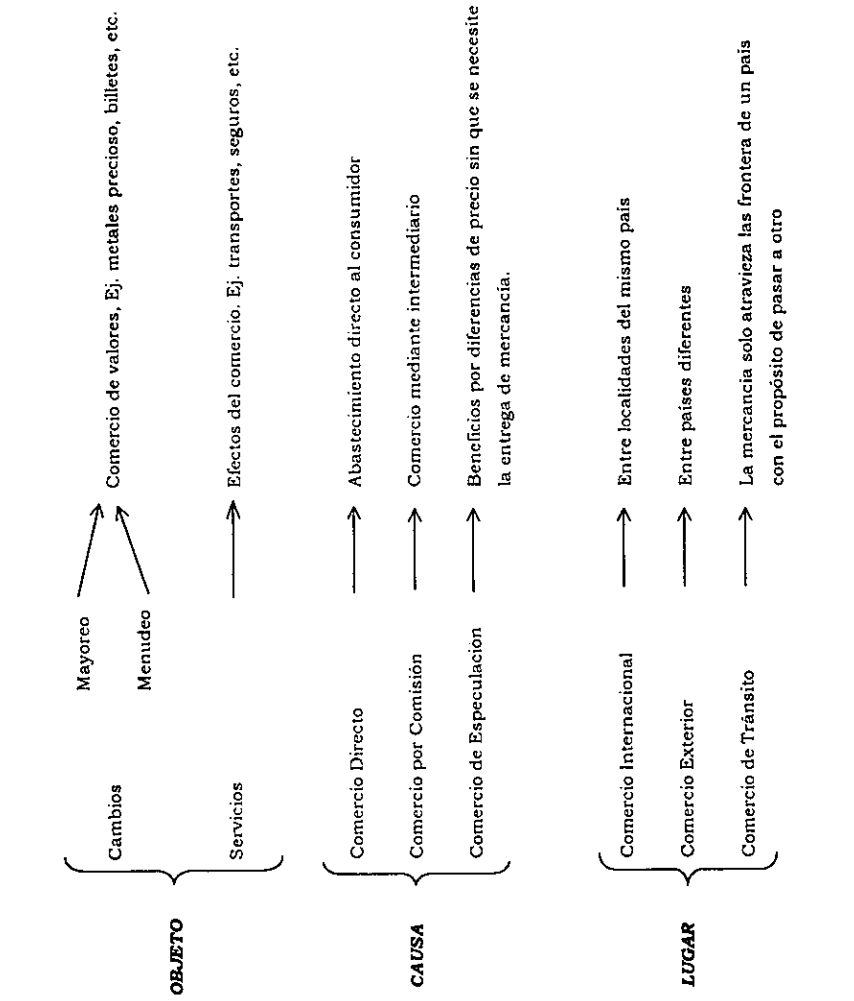 OBJETO
Cambios
Mayoreo
Menudeo
Comercio de valores, Ej. metales precioso, billetes, etc.
Servicios
Efectos del comercio. Ej. transportes, seguros, etc.
CAUSA
Comercio Directo
Abastecimiento directo al consumidor
Comercio por Comisión
Comercio mediante intermediario
Comercio de Especulación
Beneficios por diferencias de precio sin que se necesite
la entrega de mercancía.
LUGAR
Comercio Internacional
Entre localidades del mismo país
Comercio Exterior
Entre países diferentes
Comercio de Tránsito
La mercancia solo atravieza las frontera de un pais
con el propósito de pasar a otro